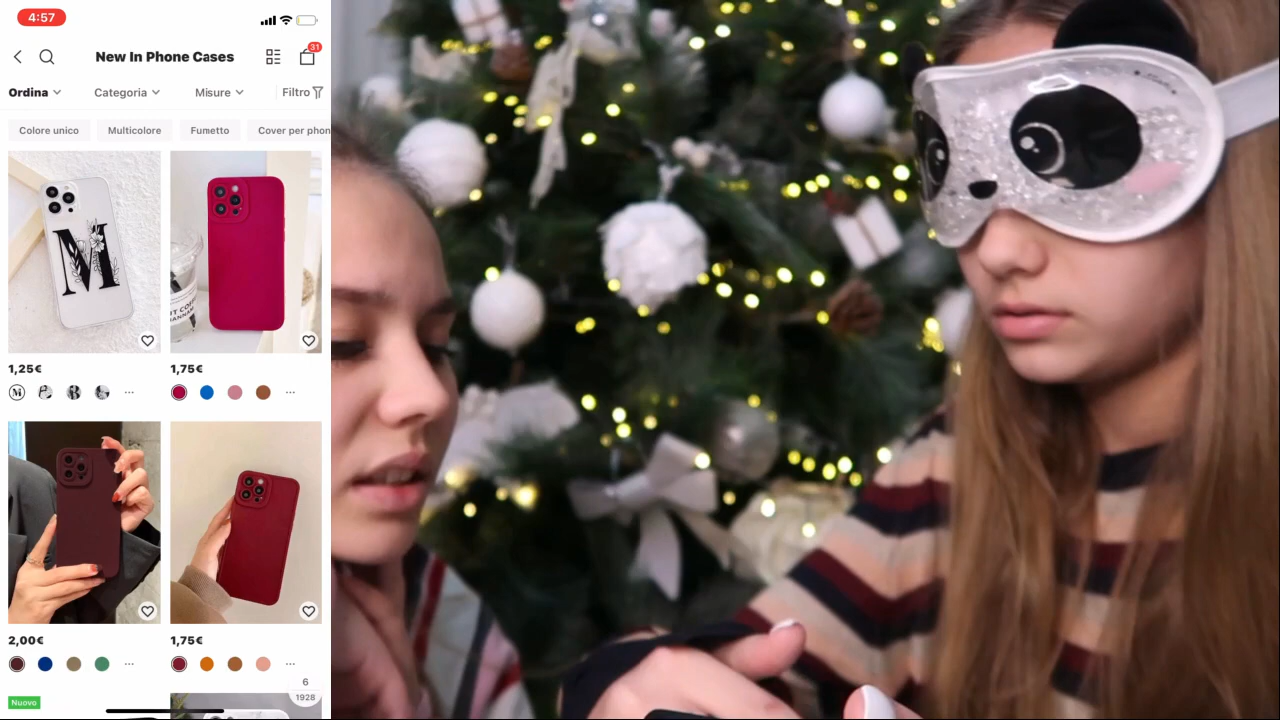 4:57
New In Phone Cases
31
Ordina
Categoria
Misure
Filtro
Colore unico
Multicolore
Fumetto
Cover per phon
M
1,25€
1,75€
M
2,00€
1,75€
6
1928
Nuovo